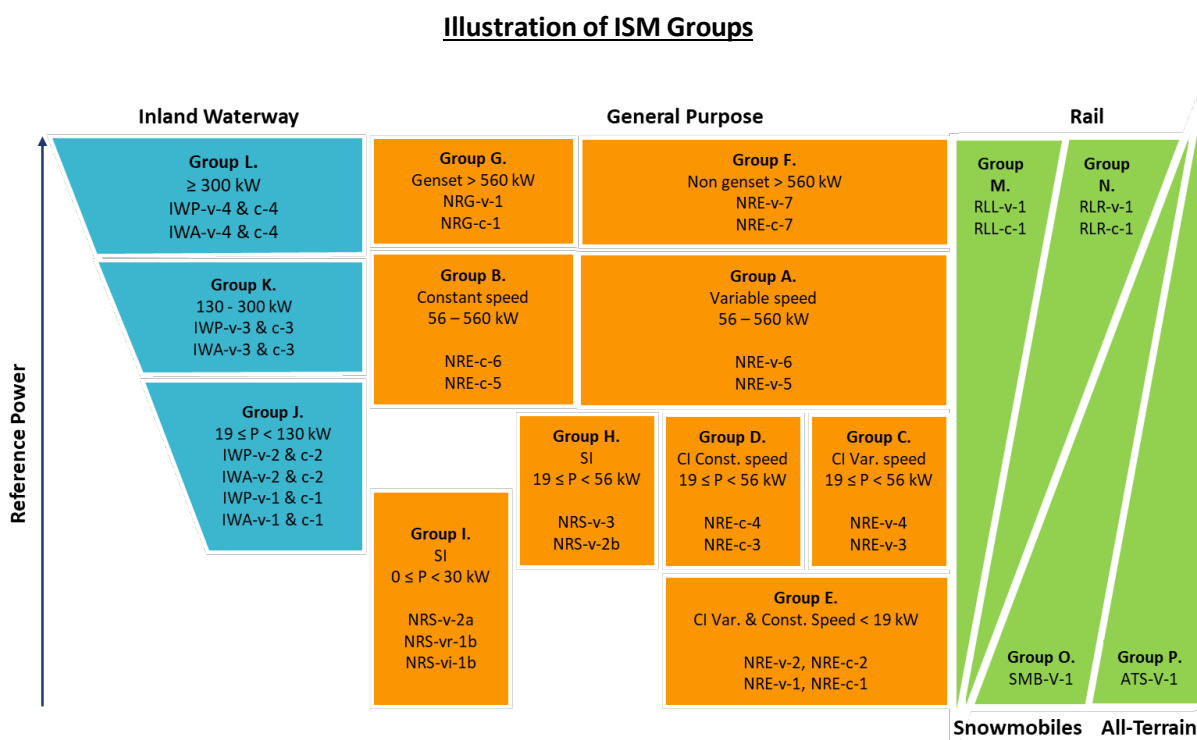 Illustration of ISM Groups
Inland Waterway
General Purpose
Rail
Reference Power
Group L.
≥ 300 kW
IWP-v-4 & c-4
IWA-v-4 & c-4
Group K.
130 - 300 kW
IWP-v-3 & c-3
IWA-v-3 & c-3
Group J.
19 ≤ P < 130 kW
IWP-v-2 & c-2
IWA-v-2 & c-2
IWP-v-1 & c-1
IWA-v-1 & c-1
Group G.
Genset > 560 kW
NRG-v-1
NRG-c-1
Group F.
Non genset > 560 kW
NRE-v-7
NRE-c-7
Group B.
Constant speed
56 – 560 kW
NRE-c-6
NRE-c-5
Group A.
Variable speed
56 – 560 kW
NRE-v-6
NRE-v-5
Group H.
SI
19 ≤ P < 56 kW
NRS-v-3
NRS-v-2b
Group D.
CI Const. speed
19 ≤ P < 56 kW
NRE-c-4
NRE-c-3
Group C.
CI Var. speed
19 ≤ P < 56 kW
NRE-v-4
NRE-v-3
Group I.
SI
0 ≤ P < 30 kW
NRS-v-2a
NRS-vr-1b
NRS-vi-1b
Group E.
CI Var. & Const. Speed < 19 kW
NRE-v-2, NRE-c-2
NRE-v-1, NRE-c-1
Group
M.
RLL-v-1
RLL-c-1
Group
N.
RLR-v-1
RLR-c-1
Group O.
SMB-V-1
Group P.
ATS-V-1
Snowmobiles
All-Terrain